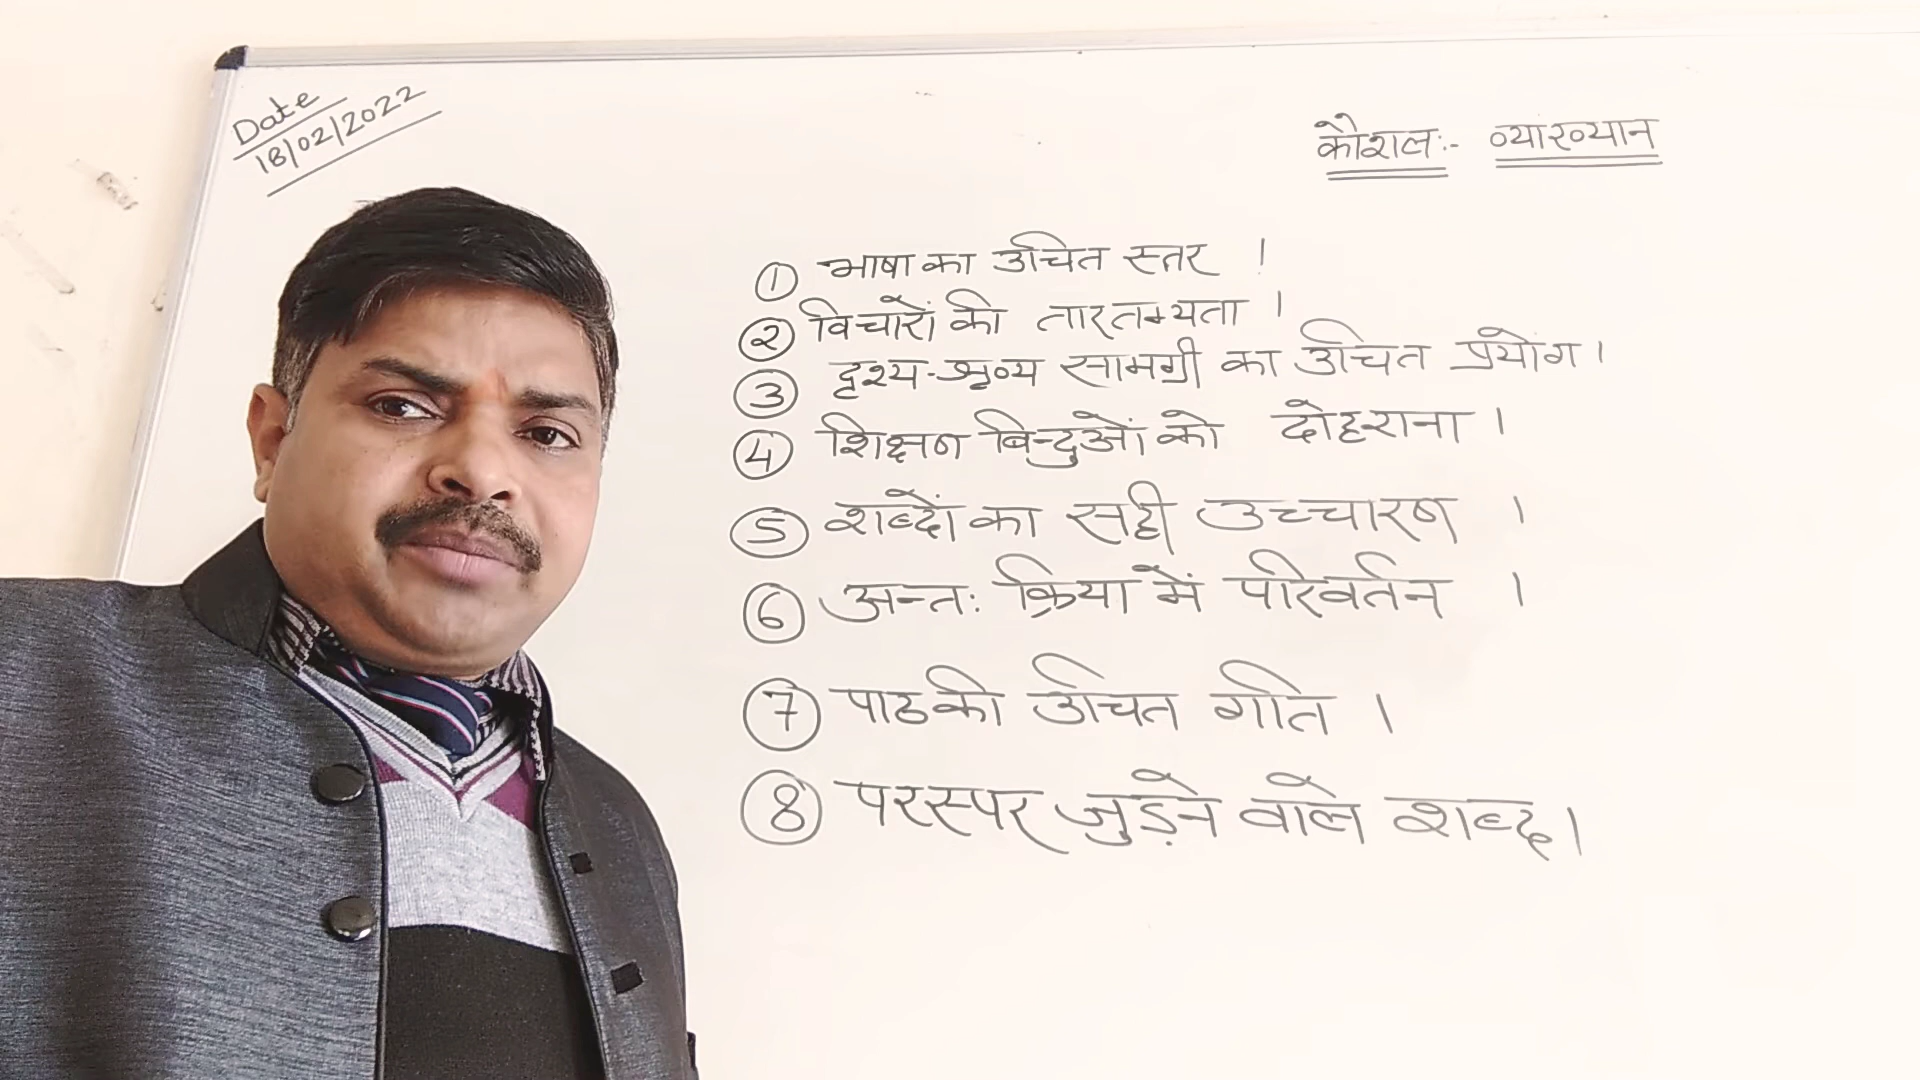 Date
18/02/2022
कौशल:- व्याख्यान
① भाषा का उचित स्तर ।
② विचारों की तारतम्यता ।
③ दृश्य-श्रव्य सामग्री का उचित प्रयोग ।
④ शिक्षण बिन्दुओं को दोहराना ।
⑤ शब्दों का सही उच्चारण ।
⑥ अन्त: क्रिया में परिवर्तन ।
⑦ पाठ की उचित गति ।
⑧ परस्पर जुड़ने वाले शब्द ।